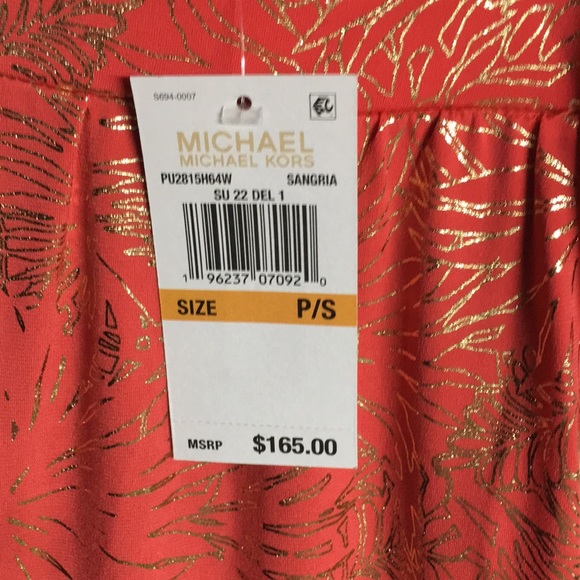 S694-0007
MICHAEL
MICHAEL KORS
PU2815H64W SANGRIA
SU 22 DEL 1
1 96237 07092 0
SIZE P/S
MSRP $165.00